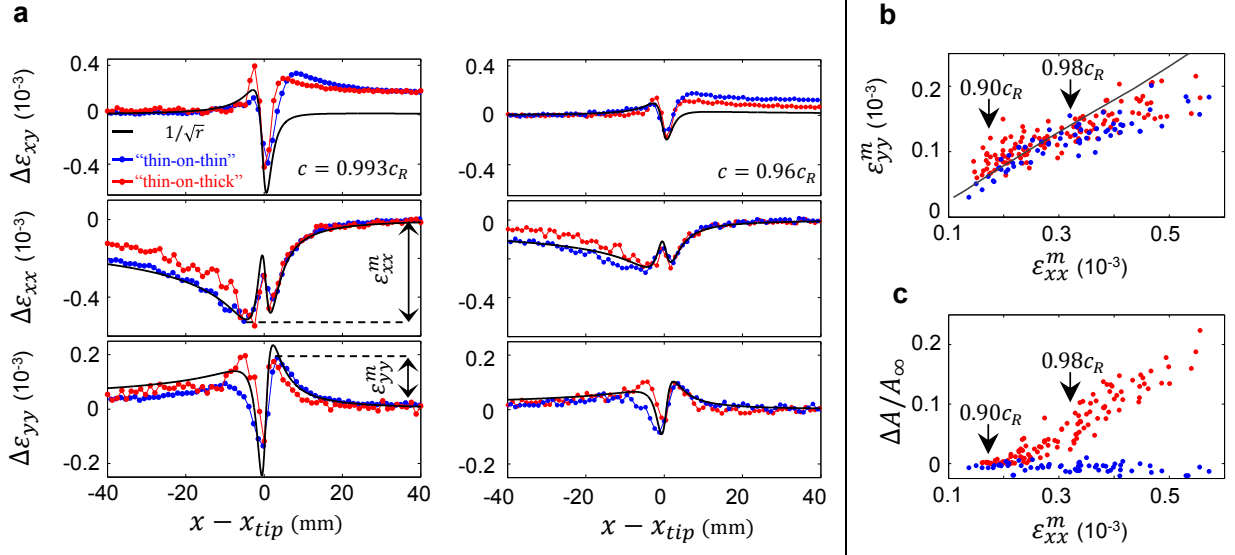 a
Δε_xy (10⁻³)
0.4
0
-0.4
1/√r
"thin-on-thin"
"thin-on-thick"
c = 0.993c_R
0.4
0
-0.4
c = 0.96c_R
Δε_xx (10⁻³)
0
-0.4
ε_xx^m
0
-0.4
Δε_yy (10⁻³)
0.2
0
-0.2
ε_yy^m
0.2
0
-0.2
-40 -20 0 20 40
x − x_tip (mm)
-40 -20 0 20 40
x − x_tip (mm)
b
ε_yy^m (10⁻³)
0.2
0.1
0
0.90c_R
0.98c_R
0.1 0.3 0.5
ε_xx^m (10⁻³)
c
ΔA/A_∞
0.2
0.1
0
0.90c_R
0.98c_R
0.1 0.3 0.5
ε_xx^m (10⁻³)